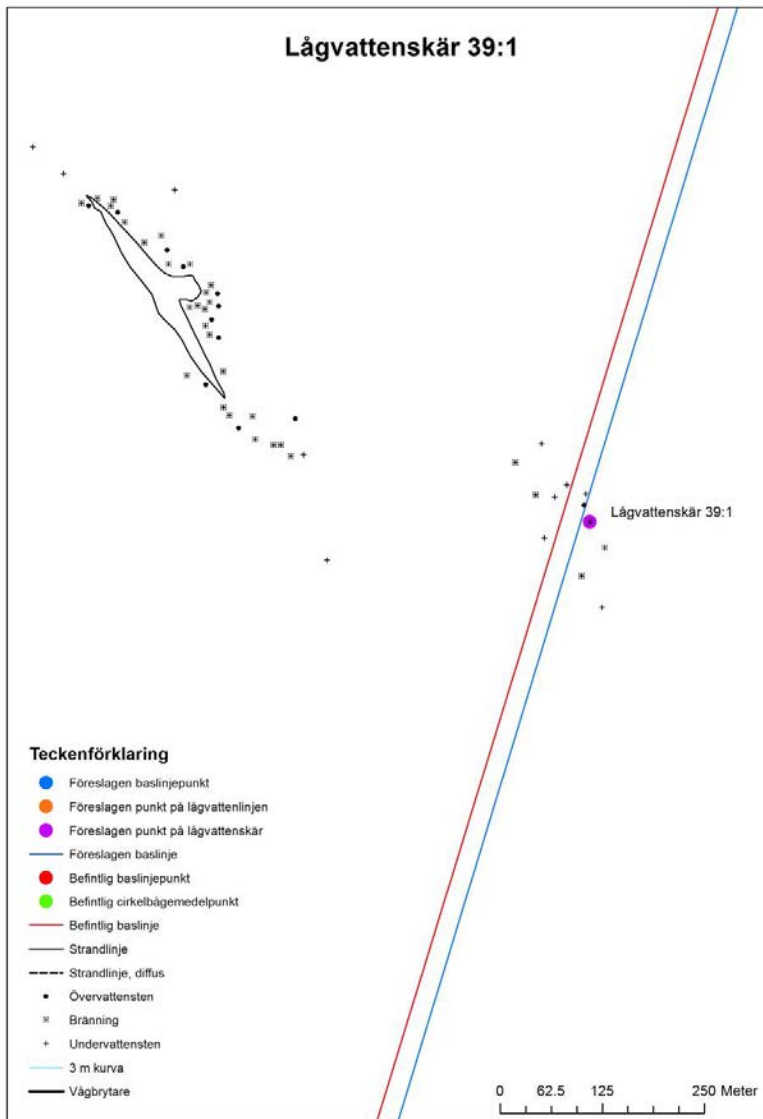 Lågvattenskär 39:1
Lågvattenskär 39:1
Teckenförklaring
Föreslagen baslinjepunkt
Föreslagen punkt på lågvattenlinjen
Föreslagen punkt på lågvattenskär
Föreslagen baslinje
Befintlig baslinjepunkt
Befintlig cirkelbågemedelpunkt
Befintlig baslinje
Strandlinje
Strandlinje, diffus
Övervattensten
Bränning
Undervattensten
3 m kurva
Vågbrytare
0 62.5 125 250 Meter